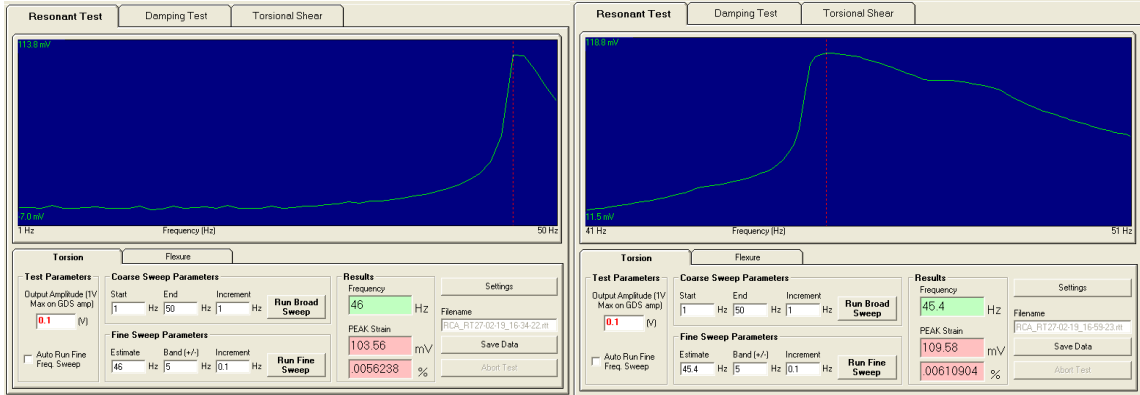 Resonant Test Damping Test Torsional Shear
113.8 mV
-7.0 mV
1 Hz Frequency (Hz) 50 Hz
Torsion Flexure
Test Parameters Coarse Sweep Parameters Results
Output Amplitude (1V Max on GDS amp) Start End Increment Frequency Settings
0.1 (V) 1 Hz 50 Hz 1 Hz Run Broad Sweep 46 Hz
Filename
RCA_RT27-02-19_16-34-22.rtt
Fine Sweep Parameters PEAK Strain
Auto Run Fine Freq. Sweep Estimate Band (+/-) Increment 103.56 mV Save Data
46 Hz 5 Hz 0.1 Hz Run Fine Sweep .0056238 % Abort Test
Resonant Test Damping Test Torsional Shear
118.8 mV
11.5 mV
41 Hz Frequency (Hz) 51 Hz
Torsion Flexure
Test Parameters Coarse Sweep Parameters Results
Output Amplitude (1V Max on GDS amp) Start End Increment Frequency Settings
0.1 (V) 1 Hz 50 Hz 1 Hz Run Broad Sweep 45.4 Hz
Filename
RCA_RT27-02-19_16-59-23.rtt
Fine Sweep Parameters PEAK Strain
Auto Run Fine Freq. Sweep Estimate Band (+/-) Increment 109.58 mV Save Data
45.4 Hz 5 Hz 0.1 Hz Run Fine Sweep .00610904 % Abort Test